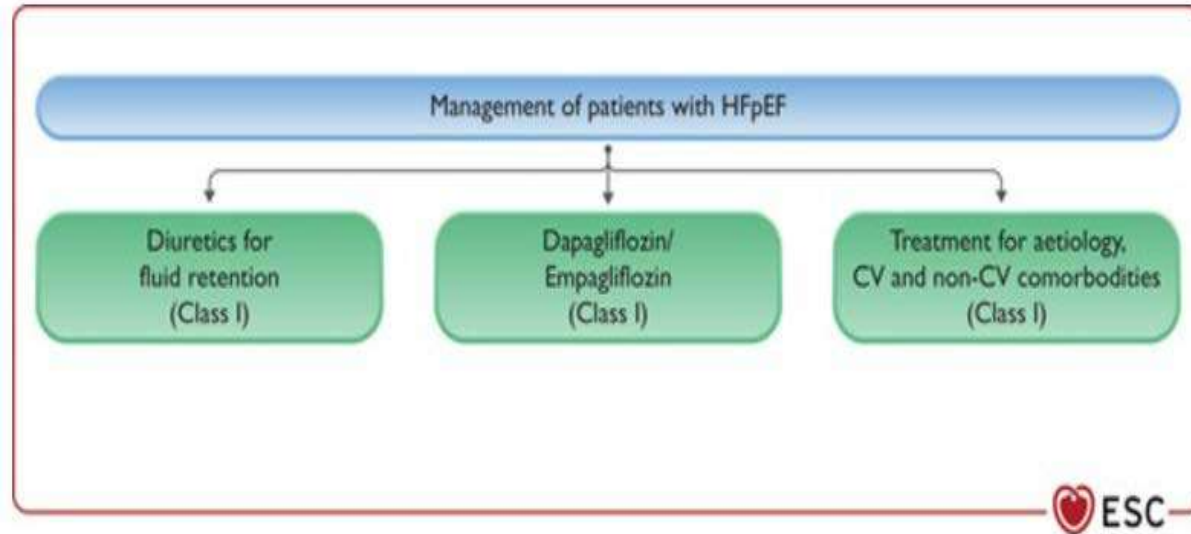 Management of patients with HFpEF
Diuretics for
fluid retention
(Class I)
Dapagliflozin/
Empagliflozin
(Class I)
Treatment for aetiology,
CV and non-CV comorbodities
(Class I)
ESC